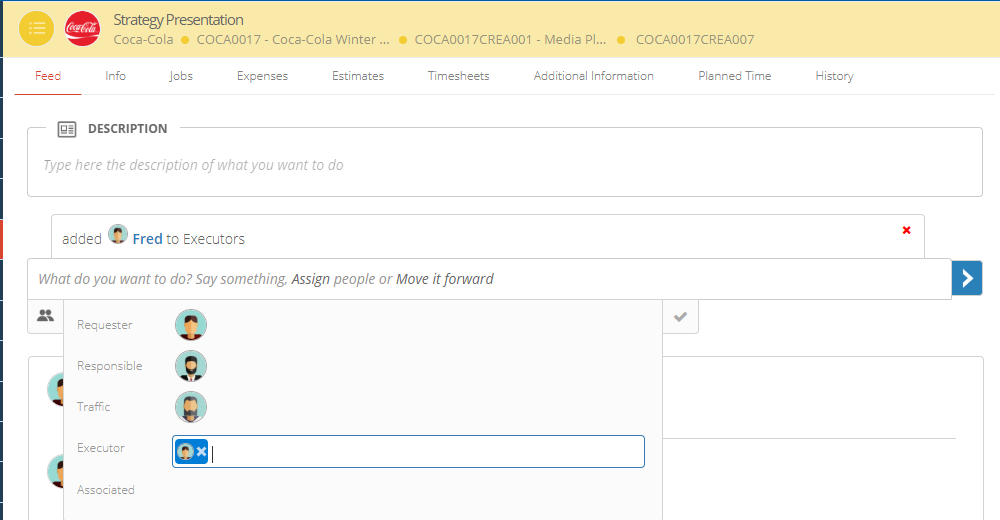 Strategy Presentation
Coca-Cola
Coca-Cola COCA0017 - Coca-Cola Winter ... COCA0017CREA001 - Media Pl... COCA0017CREA007
Feed Info Jobs Expenses Estimates Timesheets Additional Information Planned Time History
DESCRIPTION
Type here the description of what you want to do
added Fred to Executors
What do you want to do? Say something, Assign people or Move it forward
Requester
Responsible
Traffic
Executor
Associated